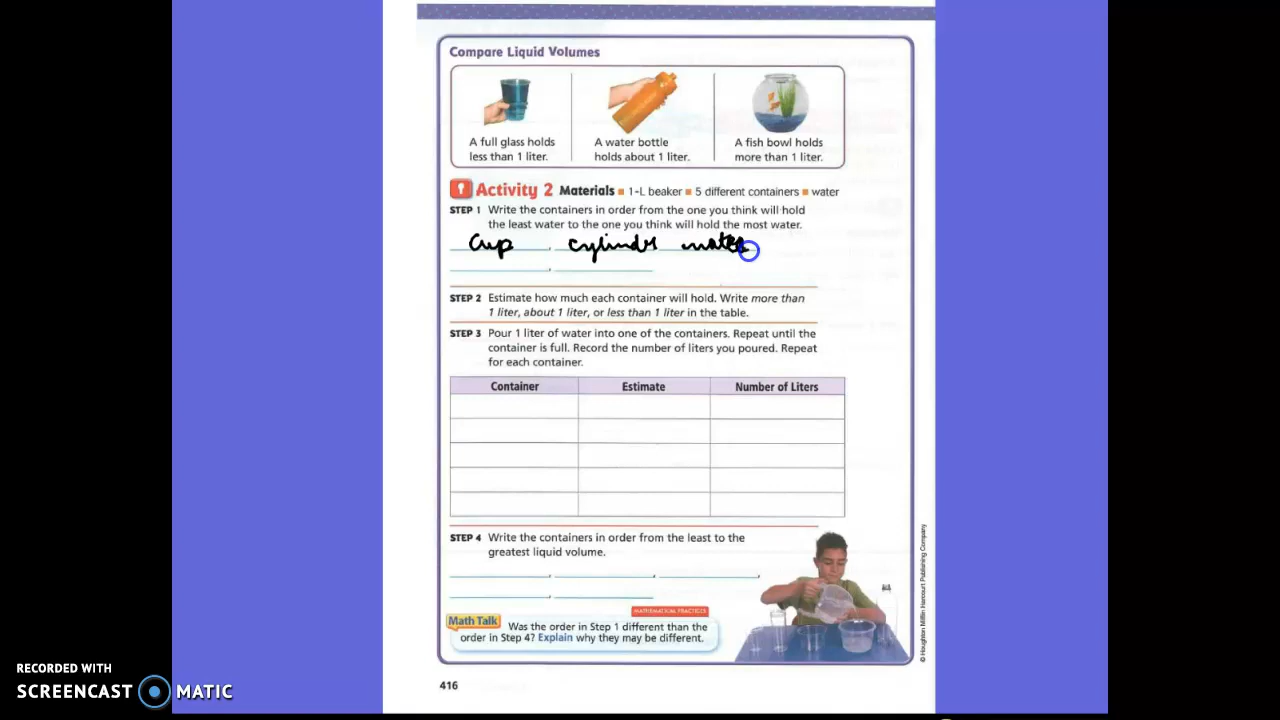 Compare Liquid Volumes
A full glass holds
less than 1 liter.
A water bottle
holds about 1 liter.
A fish bowl holds
more than 1 liter.
Activity 2 Materials ■ 1-L beaker ■ 5 different containers ■ water
STEP 1 Write the containers in order from the one you think will hold
the least water to the one you think will hold the most water.
Cup, cylinder water
STEP 2 Estimate how much each container will hold. Write more than
1 liter, about 1 liter, or less than 1 liter in the table.
STEP 3 Pour 1 liter of water into one of the containers. Repeat until the
container is full. Record the number of liters you poured. Repeat
for each container.
Container Estimate Number of Liters
STEP 4 Write the containers in order from the least to the
greatest liquid volume.
MATHEMATICAL PRACTICES
Math Talk Was the order in Step 1 different than the
order in Step 4? Explain why they may be different.
© Houghton Mifflin Harcourt Publishing Company
416
RECORDED WITH
SCREENCAST MATIC